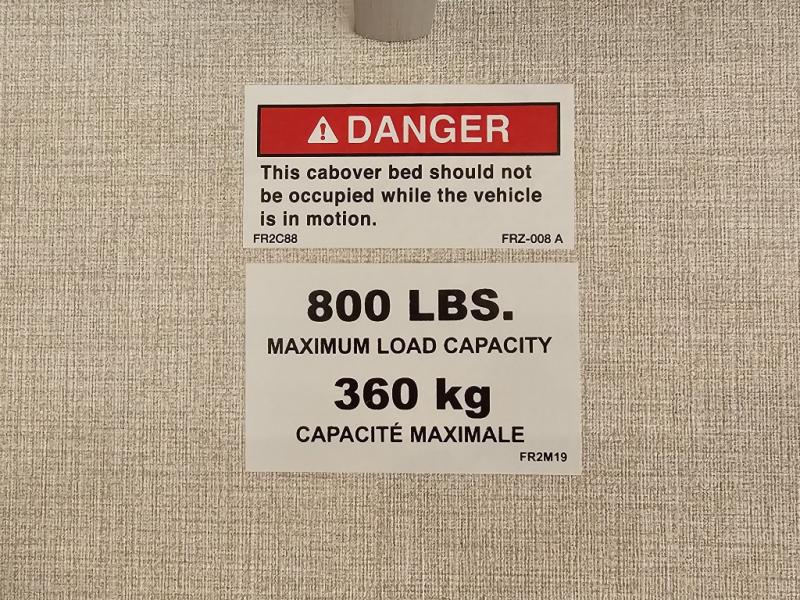 DANGER
This cabover bed should not
be occupied while the vehicle
is in motion.
FR2C88 FRZ-008 A
800 LBS.
MAXIMUM LOAD CAPACITY
360 kg
CAPACITÉ MAXIMALE
FR2M19